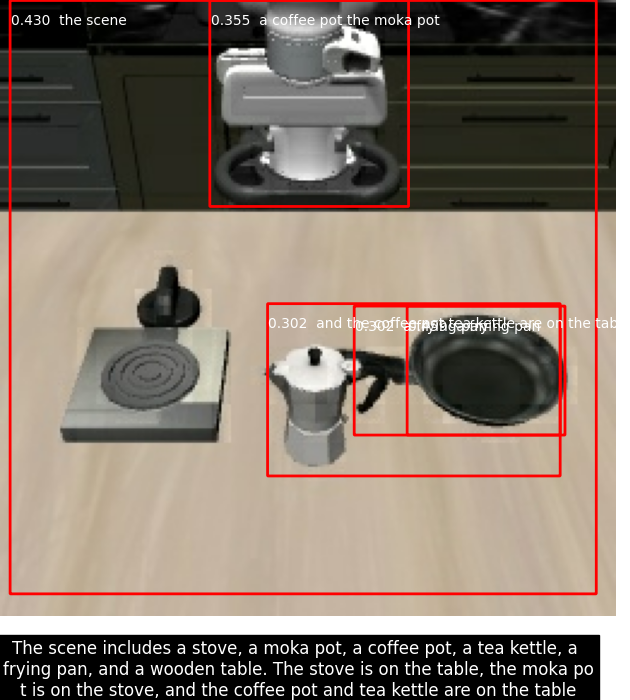 0.430 the scene
0.355 a coffee pot the moka pot
0.302 and the coffee pot tea kettle are on the tab
0.302 frying pan
The scene includes a stove, a moka pot, a coffee pot, a tea kettle, a
frying pan, and a wooden table. The stove is on the table, the moka po
t is on the stove, and the coffee pot and tea kettle are on the table